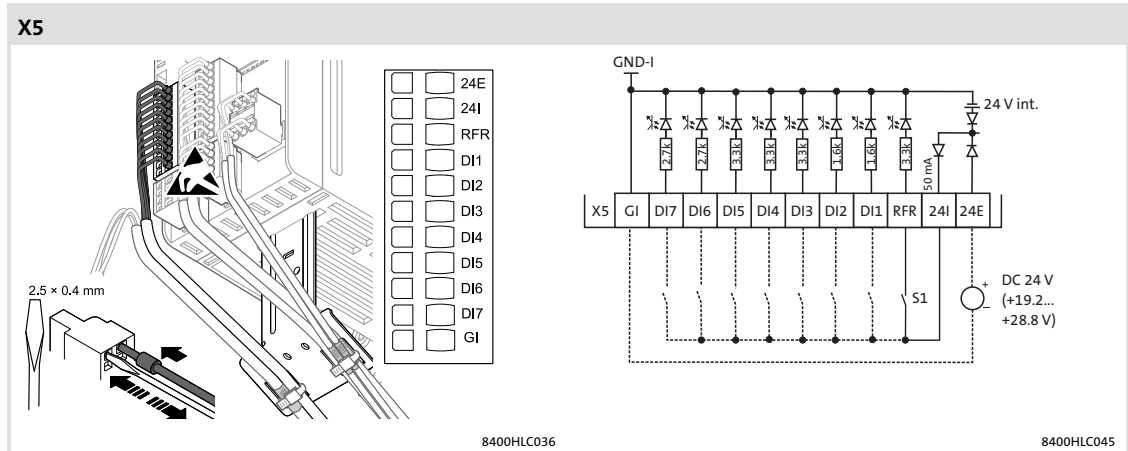 X5
24E
24I
RFR
DI1
DI2
DI3
DI4
DI5
DI6
DI7
GI
2.5 × 0.4 mm
8400HLC036
GND-I
24 V int.
2.7k 2.7k 3.3k 3.3k 3.3k 1.6k 1.6k 3.3k 50 mA
X5 GI DI7 DI6 DI5 DI4 DI3 DI2 DI1 RFR 24I 24E
S1
+
–
DC 24 V
(+19.2...
+28.8 V)
8400HLC045